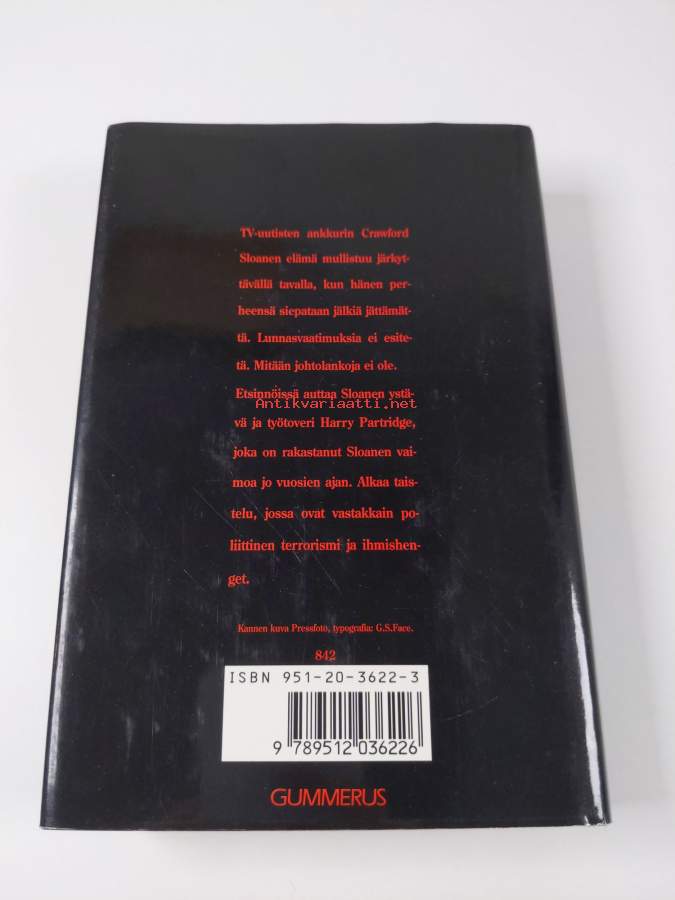 TV-uutisten ankkurin Crawford
Sloanen elämä mullistuu järkyt-
tävällä tavalla, kun hänen per-
heensä siepataan jälkiä jättämät-
tä. Lunnasvaatimuksia ei esite-
tä. Mitään johtolankoja ei ole.
Etsinnöissä auttaa Sloanen ystä-
Antikvariaatti.net
vä ja työtoveri Harry Partridge,
joka on rakastanut Sloanen vai-
moa jo vuosien ajan. Alkaa tais-
telu, jossa ovat vastakkain po-
liittinen terrorismi ja ihmishen-
get.
Kannen kuva Pressfoto, typografia: G.S.Face.
842
ISBN 951-20-3622-3
9 789512 036226
GUMMERUS